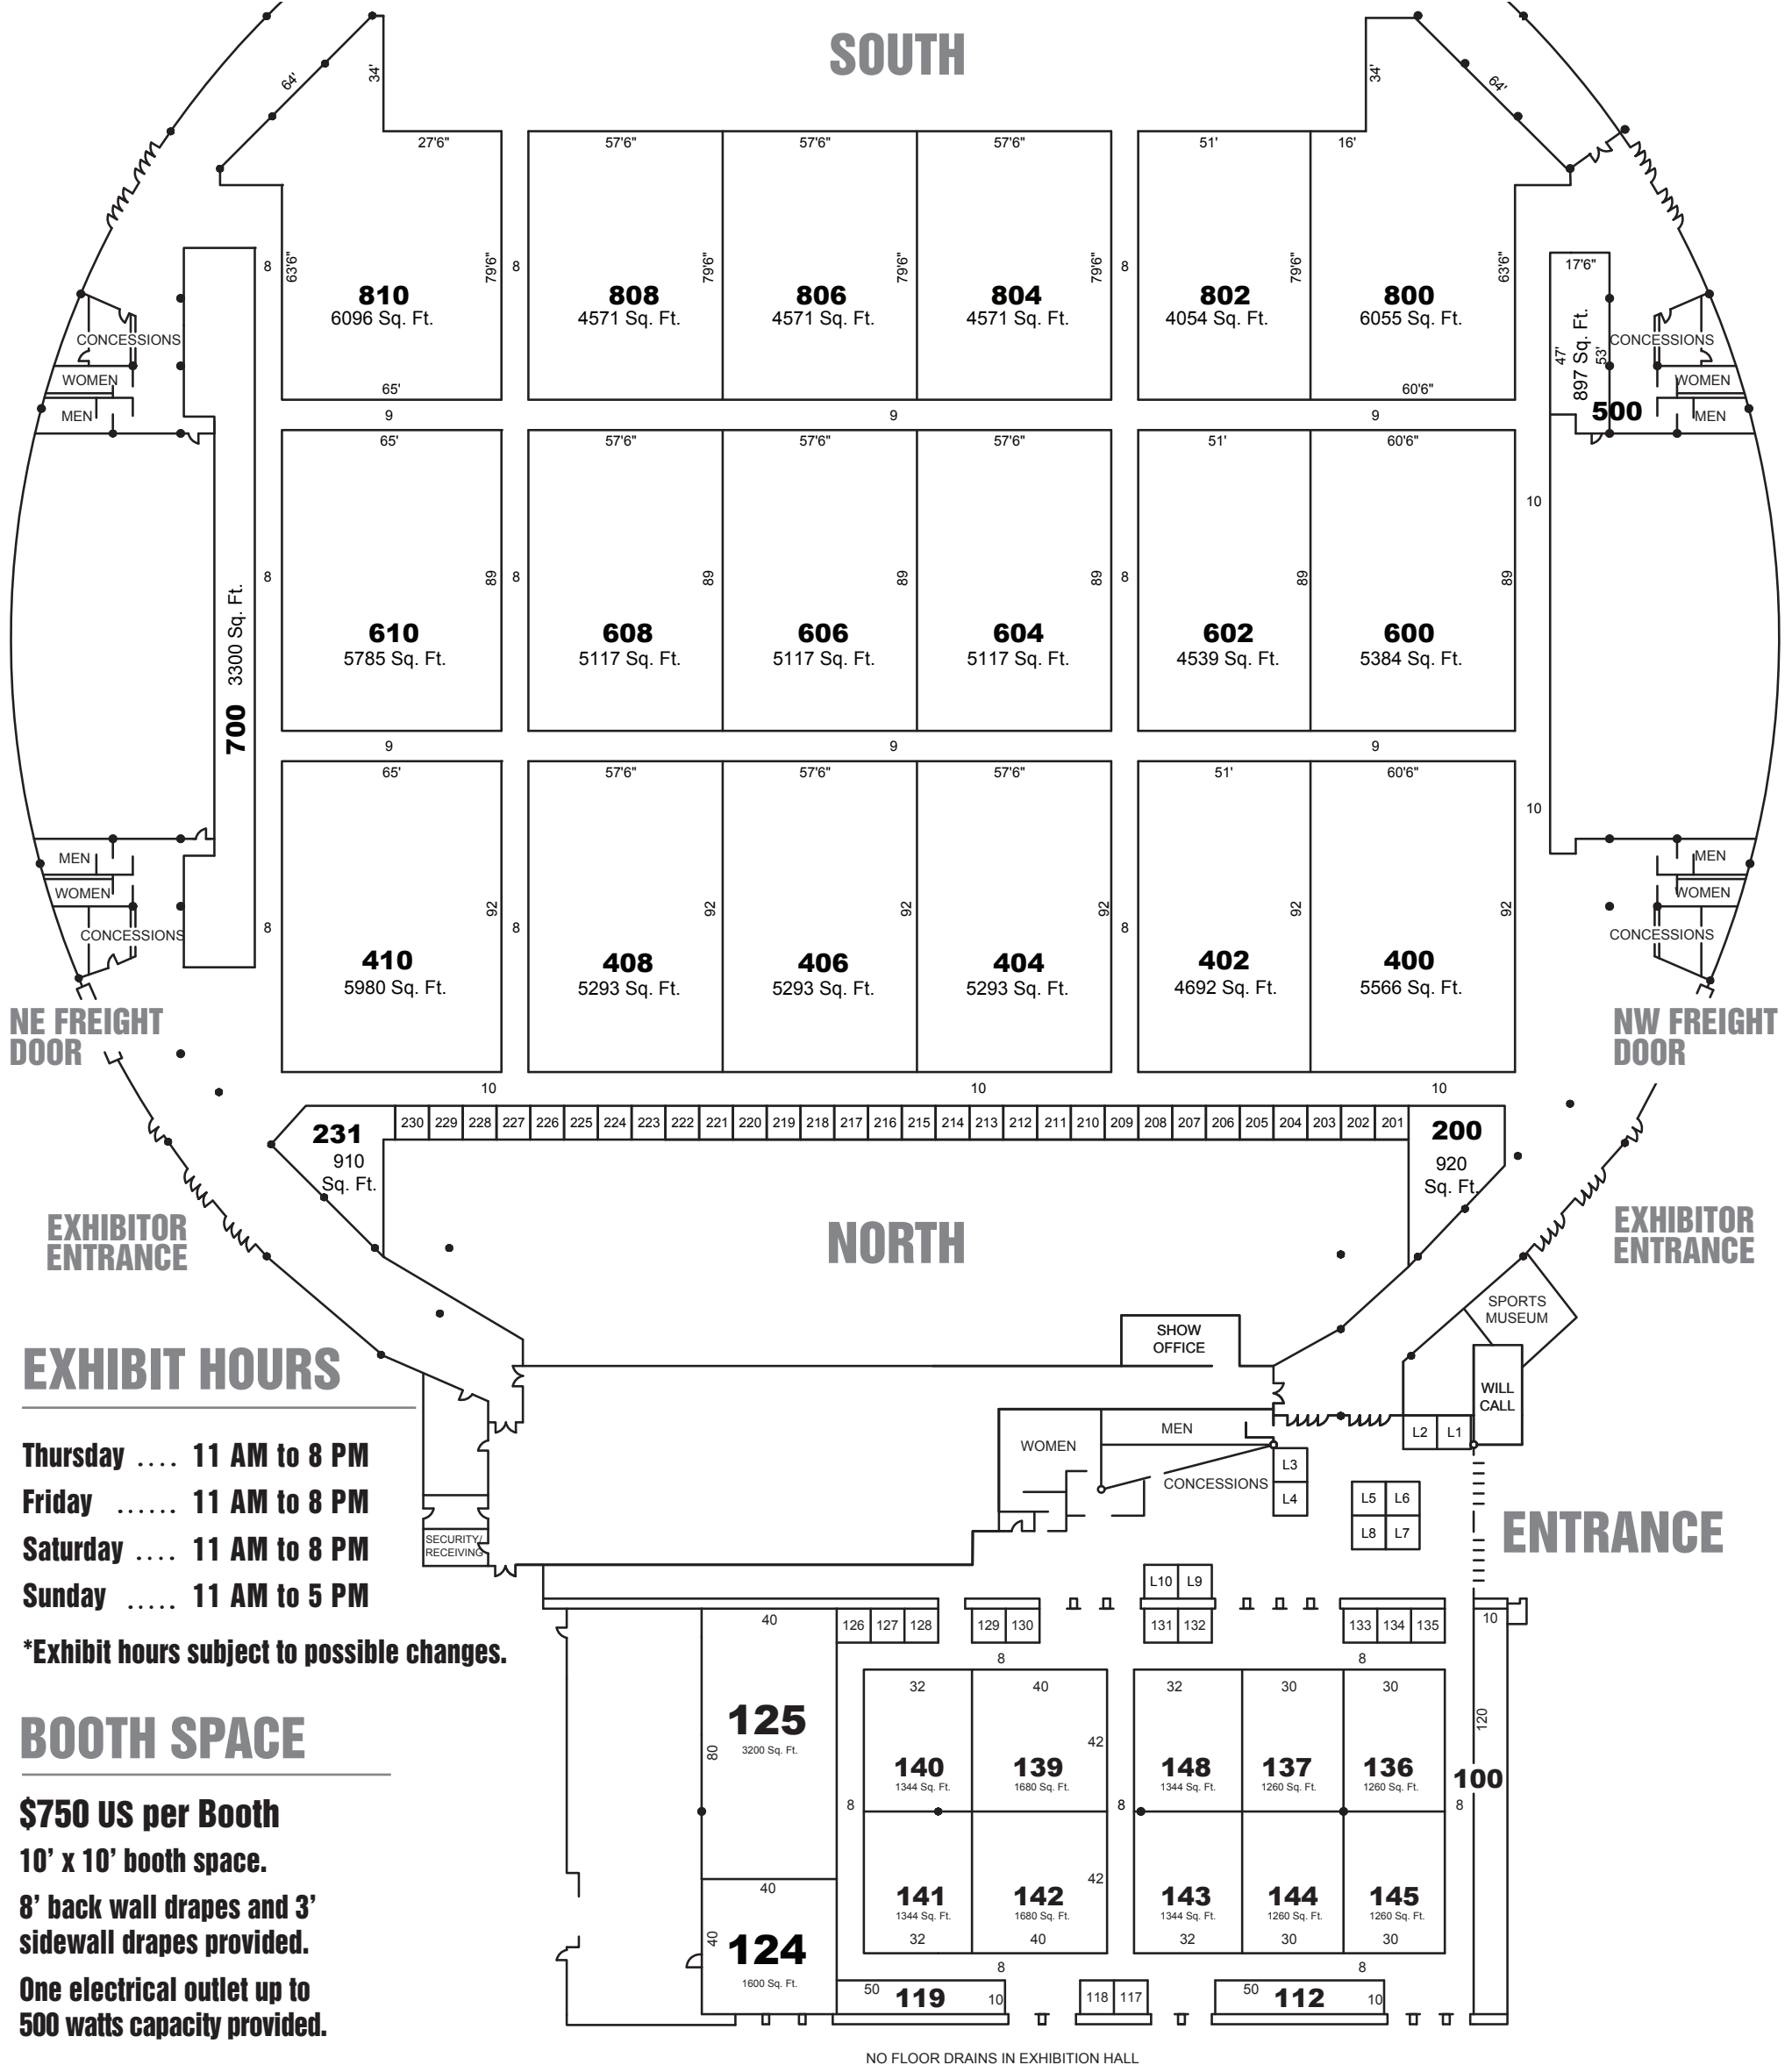 SOUTH
64'
34'
34'
64'
27'6"
57'6"
57'6"
57'6"
51'
16'
8
63'6"
79'6"
8
79'6"
79'6"
79'6"
8
79'6"
63'6"
17'6"
810
6096 Sq. Ft.
808
4571 Sq. Ft.
806
4571 Sq. Ft.
804
4571 Sq. Ft.
802
4054 Sq. Ft.
800
6055 Sq. Ft.
47'
897 Sq. Ft.
53'
500
CONCESSIONS
WOMEN
MEN
CONCESSIONS
WOMEN
MEN
65'
60'6"
9
9
9
65'
57'6"
57'6"
57'6"
51'
60'6"
10
8
89
8
89
89
89
8
89
89
700 3300 Sq. Ft.
610
5785 Sq. Ft.
608
5117 Sq. Ft.
606
5117 Sq. Ft.
604
5117 Sq. Ft.
602
4539 Sq. Ft.
600
5384 Sq. Ft.
9
9
9
65'
57'6"
57'6"
57'6"
51'
60'6"
10
MEN
WOMEN
CONCESSIONS
MEN
WOMEN
CONCESSIONS
8
92
8
92
92
92
8
92
92
410
5980 Sq. Ft.
408
5293 Sq. Ft.
406
5293 Sq. Ft.
404
5293 Sq. Ft.
402
4692 Sq. Ft.
400
5566 Sq. Ft.
NE FREIGHT
DOOR
NW FREIGHT
DOOR
10
10
10
231
910
Sq. Ft.
230 229 228 227 226 225 224 223 222 221 220 219 218 217 216 215 214 213 212 211 210 209 208 207 206 205 204 203 202 201
200
920
Sq. Ft.
EXHIBITOR
ENTRANCE
NORTH
EXHIBITOR
ENTRANCE
SPORTS
MUSEUM
SHOW
OFFICE
WILL
CALL
WOMEN
MEN
CONCESSIONS
L2 L1
L3
L4
L5 L6
L8 L7
L10 L9
ENTRANCE
SECURITY/
RECEIVING
EXHIBIT HOURS
Thursday .... 11 AM to 8 PM
Friday ...... 11 AM to 8 PM
Saturday .... 11 AM to 8 PM
Sunday ..... 11 AM to 5 PM
*Exhibit hours subject to possible changes.
BOOTH SPACE
$750 US per Booth
10’ x 10’ booth space.
8’ back wall drapes and 3’
sidewall drapes provided.
One electrical outlet up to
500 watts capacity provided.
40
126 127 128
129 130
131 132
133 134 135
10
8
8
32
40
32
30
30
125
3200 Sq. Ft.
80
42
120
140
1344 Sq. Ft.
139
1680 Sq. Ft.
148
1344 Sq. Ft.
137
1260 Sq. Ft.
136
1260 Sq. Ft.
100
8
8
8
40
42
141
1344 Sq. Ft.
142
1680 Sq. Ft.
143
1344 Sq. Ft.
144
1260 Sq. Ft.
145
1260 Sq. Ft.
32
40
32
30
30
40
124
1600 Sq. Ft.
8
8
50
119
10
118 117
50
112
10
NO FLOOR DRAINS IN EXHIBITION HALL